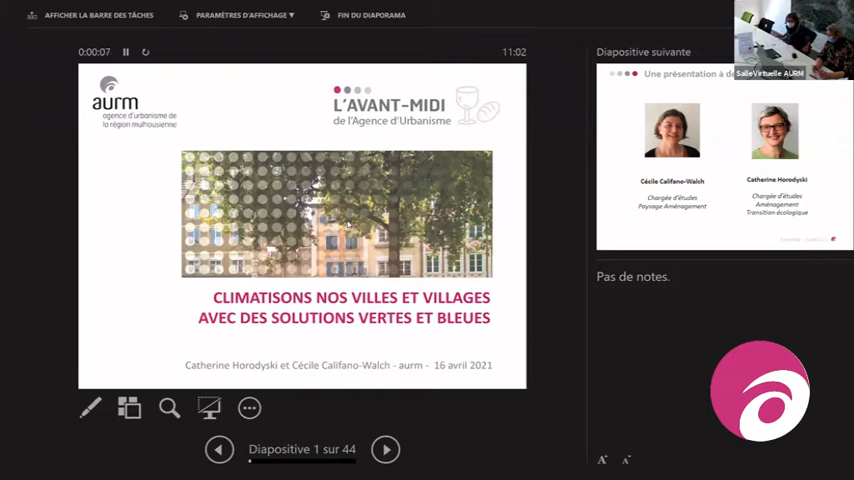 AFFICHER LA BARRE DES TÂCHES
PARAMÈTRES D'AFFICHAGE ▼
FIN DU DIAPORAMA
0:00:07
11:02
aurm
agence d'urbanisme de
la région mulhousienne
L'AVANT-MIDI
de l'Agence d'Urbanisme
CLIMATISONS NOS VILLES ET VILLAGES
AVEC DES SOLUTIONS VERTES ET BLEUES
Catherine Horodyski et Cécile Califano-Walch - aurm - 16 avril 2021
Diapositive 1 sur 44
Diapositive suivante
SalleVirtuelle AURM
Une présentation à de
Cécile Califano-Walch
Chargée d'études
Paysage Aménagement
Catherine Horodyski
Chargée d'études
Aménagement
Transition écologique
Pas de notes.
A
A